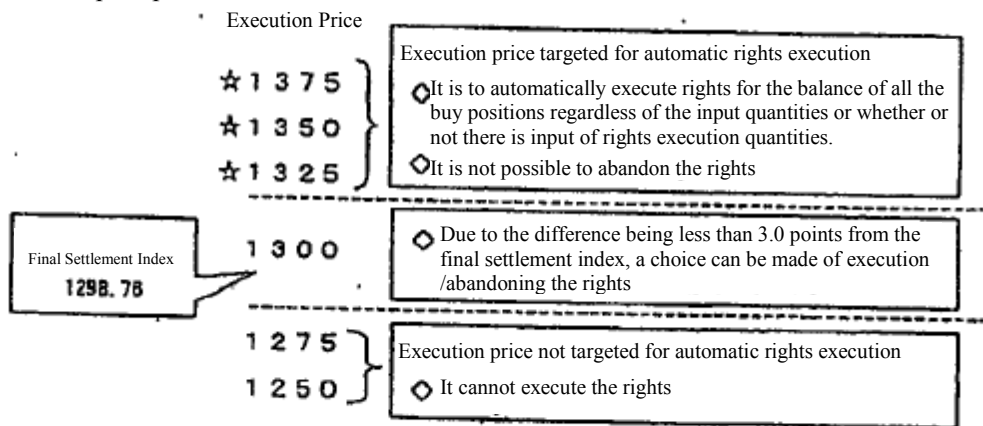 Execution Price
Execution price targeted for automatic rights execution
☆1375
◇It is to automatically execute rights for the balance of all the
buy positions regardless of the input quantities or whether or
not there is input of rights execution quantities.
☆1350
☆1325
◇It is not possible to abandon the rights
Final Settlement Index
1298.76
1300
◇ Due to the difference being less than 3.0 points from the
final settlement index, a choice can be made of execution
/abandoning the rights
1275
1250
Execution price not targeted for automatic rights execution
◇ It cannot execute the rights